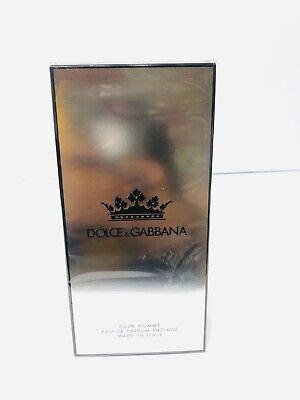 DOLCE & GABBANA
POUR HOMME
EAU DE PARFUM INTENSE
MADE IN ITALY